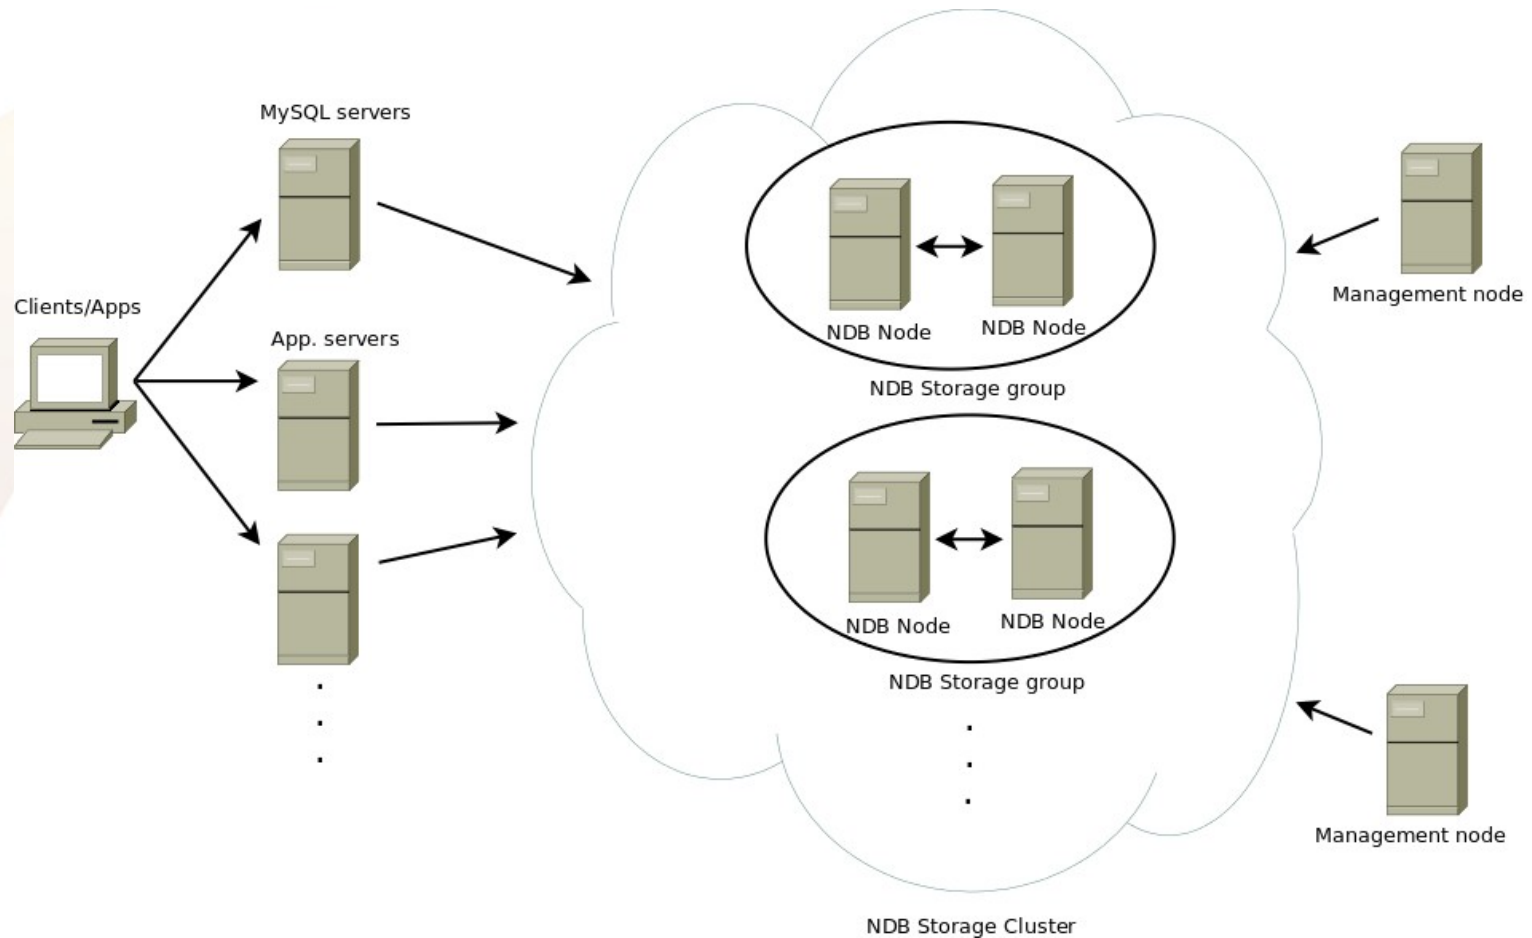 MySQL servers
Clients/Apps
App. servers
NDB Node
NDB Node
NDB Storage group
NDB Node
NDB Node
NDB Storage group
Management node
Management node
NDB Storage Cluster